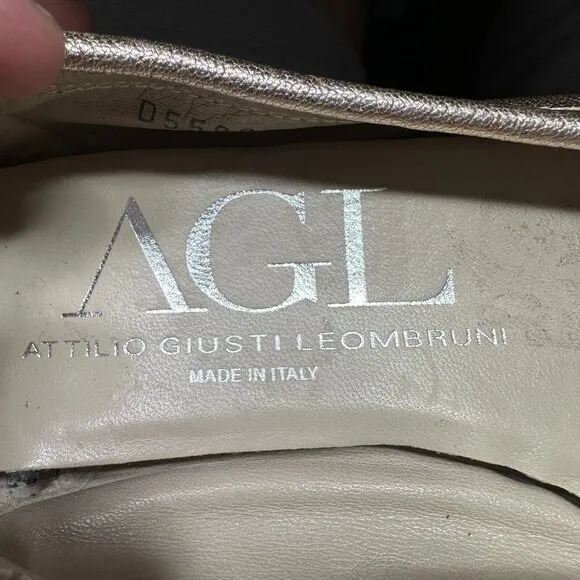 AGL
ATTILIO GIUSTI LEOMBRUNI
MADE IN ITALY